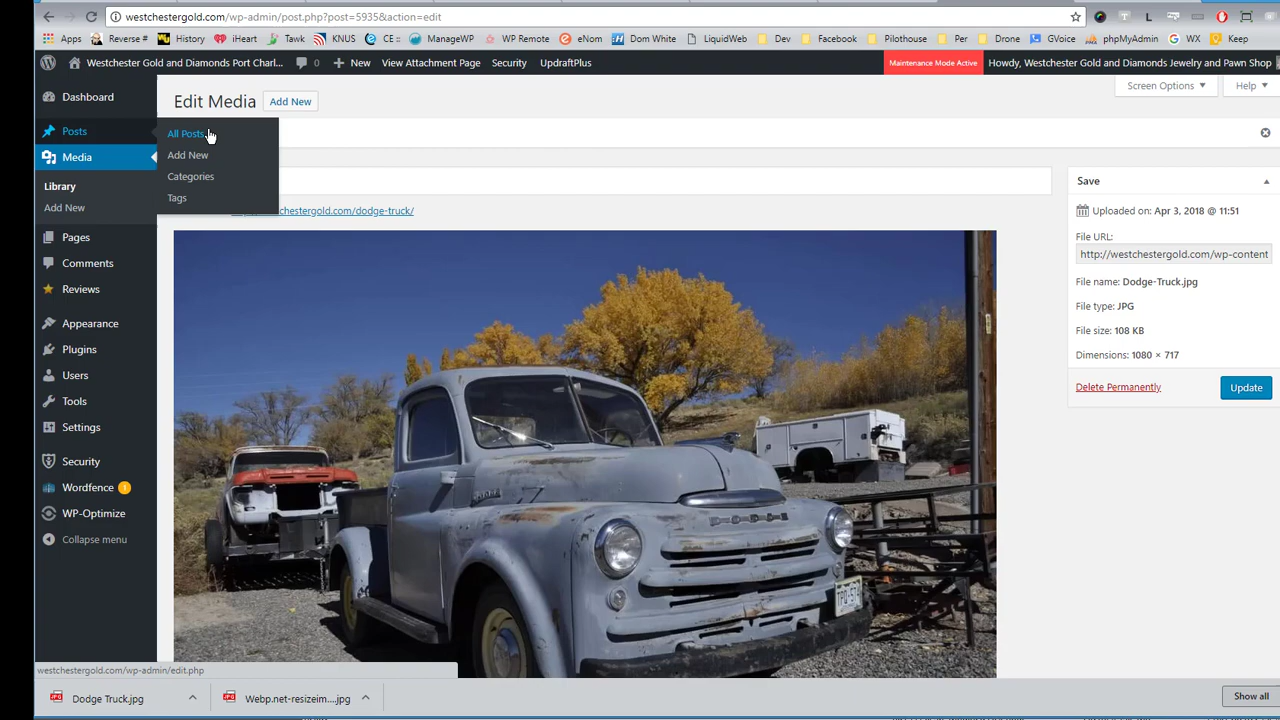 westchestergold.com/wp-admin/post.php?post=5935&action=edit
Apps Reverse # History iHeart Tawk KNUS CE :: ManageWP WP Remote eNom Dom White LiquidWeb Dev Facebook Pilothouse Per Drone GVoice phpMyAdmin WX Keep
Westchester Gold and Diamonds Port Charl... 0 + New View Attachment Page Security UpdraftPlus Maintenance Mode Active Howdy, Westchester Gold and Diamonds Jewelry and Pawn Shop
Screen Options Help
Dashboard
Edit Media Add New
Posts
All Posts
Add New
Categories
Tags
Media
Library
Add New
Pages
Comments
Reviews
Appearance
Plugins
Users
Tools
Settings
Security
Wordfence 1
WP-Optimize
Collapse menu
chestergold.com/dodge-truck/
DODGE
Save
Uploaded on: Apr 3, 2018 @ 11:51
File URL:
http://westchestergold.com/wp-content
File name: Dodge-Truck.jpg
File type: JPG
File size: 108 KB
Dimensions: 1080 × 717
Delete Permanently Update
westchestergold.com/wp-admin/edit.php
Dodge Truck.jpg Webp.net-resizeim....jpg Show all